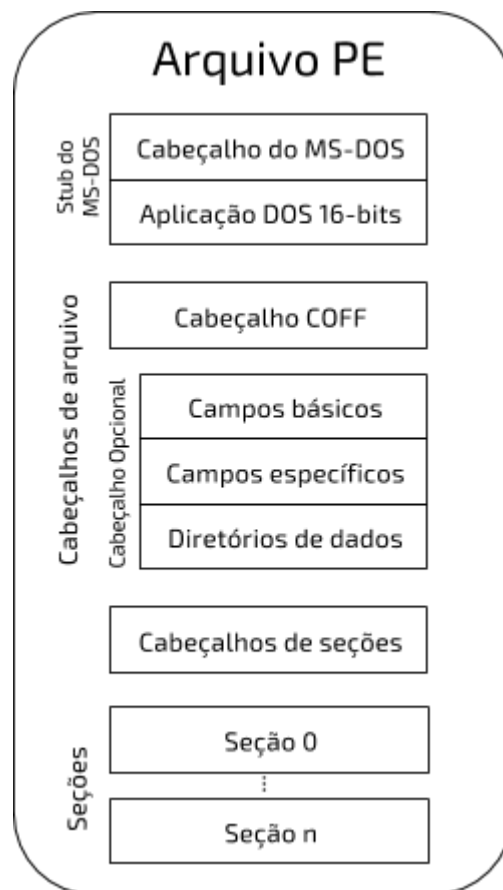 Arquivo PE
Stub do
MS-DOS
Cabeçalho do MS-DOS
Aplicação DOS 16-bits
Cabeçalhos de arquivo
Cabeçalho COFF
Cabeçalho Opcional
Campos básicos
Campos específicos
Diretórios de dados
Cabeçalhos de seções
Seções
Seção 0
Seção n